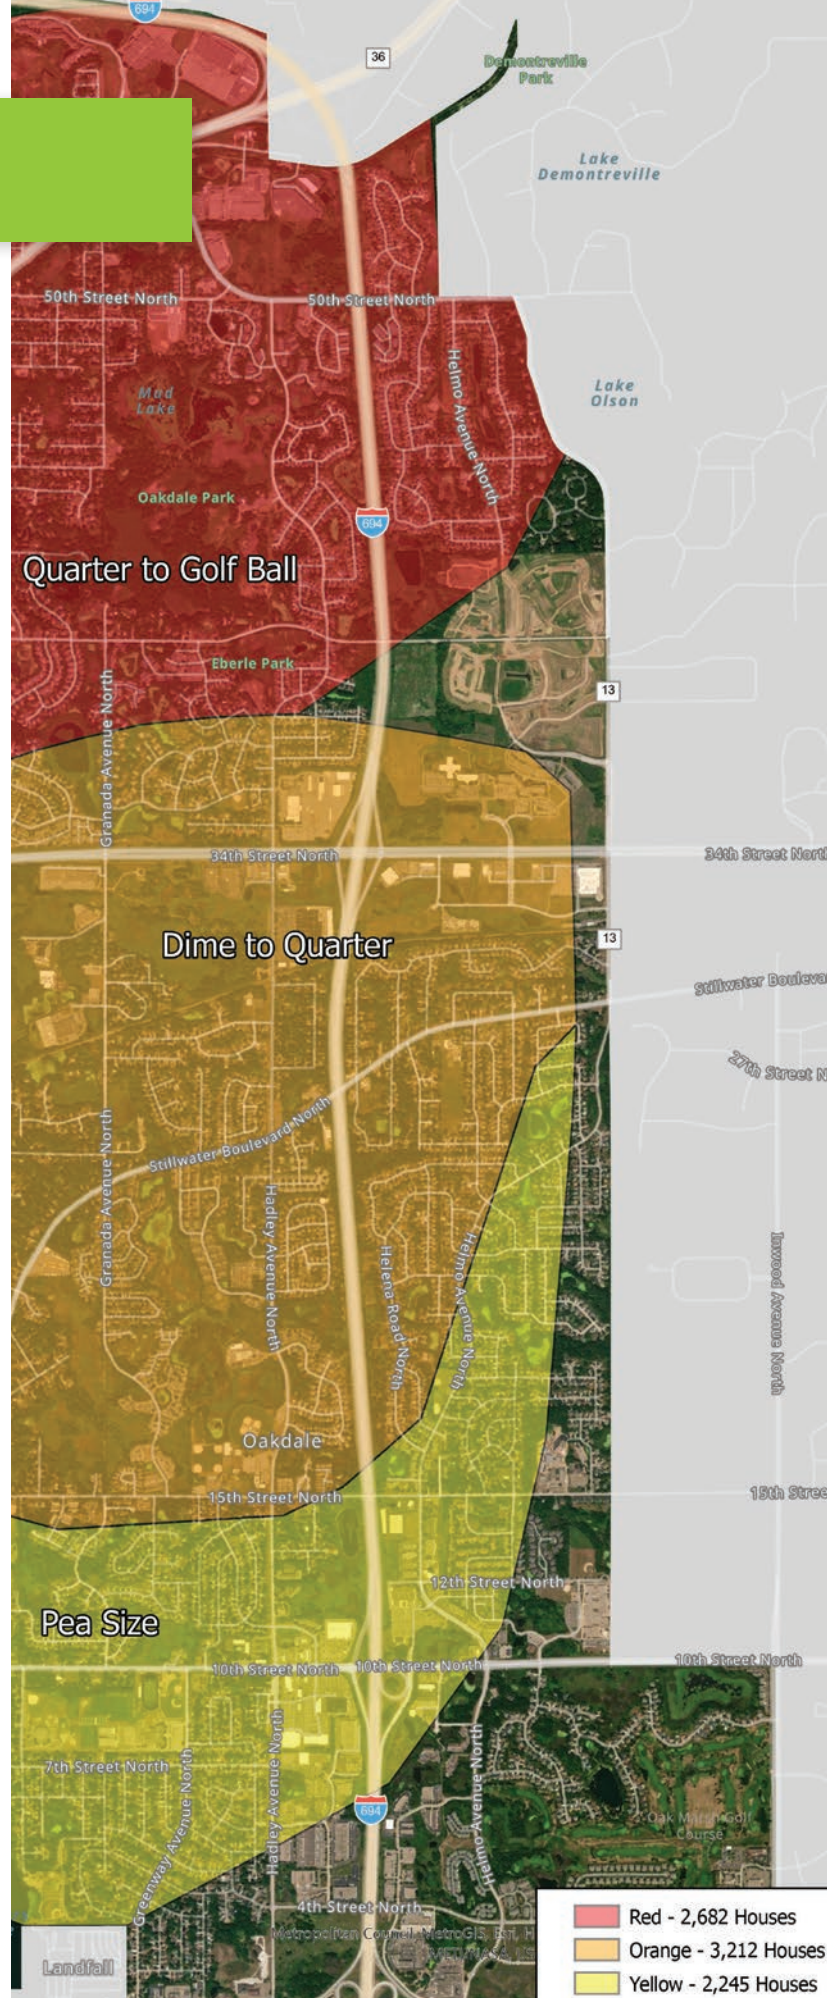 694
36
Demontreville
Park
Lake
Demontreville
50th Street North
50th Street North
Helmo Avenue North
Mud
Lake
Lake
Olson
Oakdale Park
694
Quarter to Golf Ball
Eberle Park
13
Granada Avenue North
34th Street North
34th Street North
Dime to Quarter
13
Stillwater Bouleva
27th Street N
Stillwater Boulevard North
Granada Avenue North
Hadley Avenue North
Helena Road North
Helmo Avenue North
Inwood Avenue North
Oakdale
15th Street North
15th Stree
12th Street North
Pea Size
10th Street North
10th Street North
10th Street North
7th Street North
Greenway Avenue North
Hadley Avenue North
694
Helmo Avenue North
Oak Marsh Golf
Course
4th Street North
Metropolitan Council, MetroGIS, Esri, H
Landfall
Red - 2,682 Houses
Orange - 3,212 Houses
Yellow - 2,245 Houses